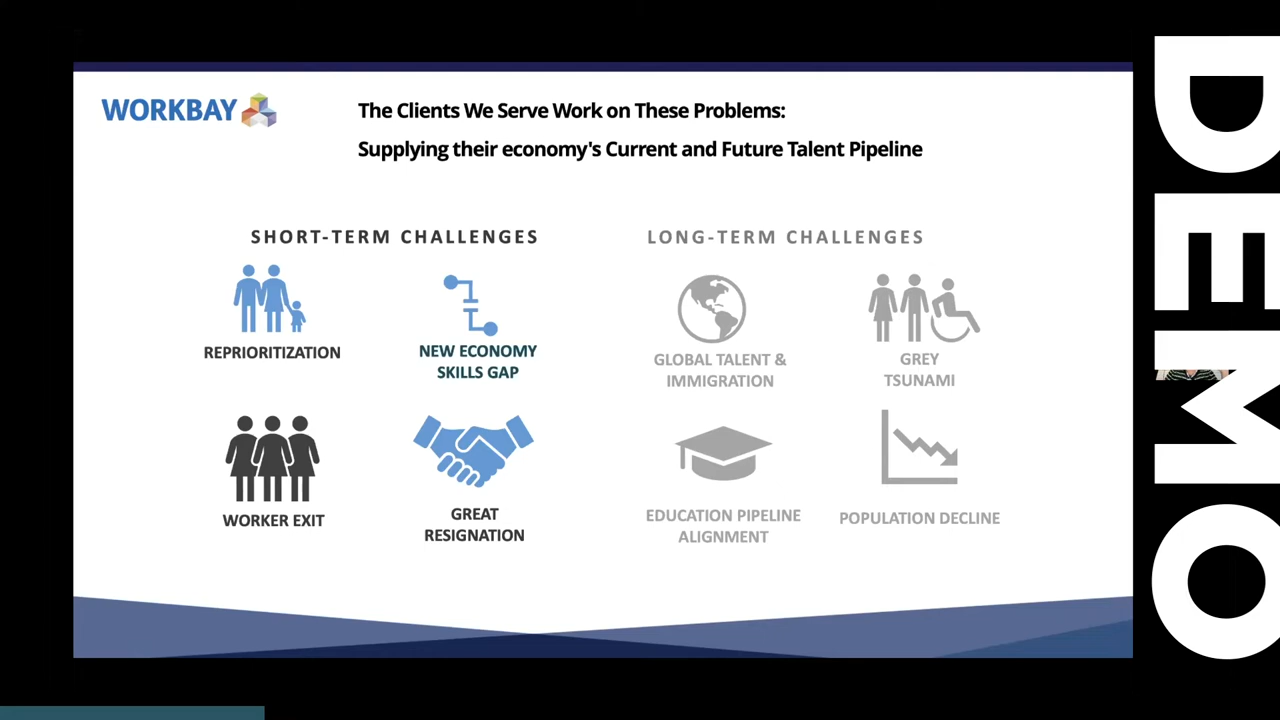 WORKBAY
The Clients We Serve Work on These Problems:
Supplying their economy's Current and Future Talent Pipeline
SHORT-TERM CHALLENGES
REPRIORITIZATION
NEW ECONOMY
SKILLS GAP
WORKER EXIT
GREAT
RESIGNATION
LONG-TERM CHALLENGES
GLOBAL TALENT &
IMMIGRATION
GREY
TSUNAMI
EDUCATION PIPELINE
ALIGNMENT
POPULATION DECLINE
DEMO